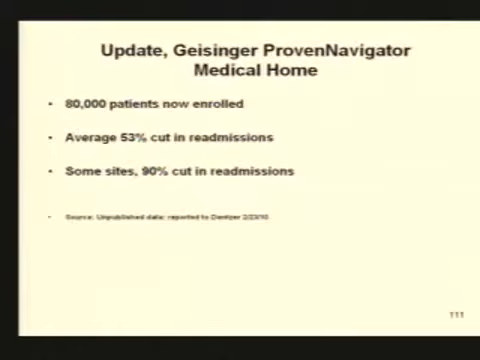 Update, Geisinger ProvenNavigator
Medical Home
• 80,000 patients now enrolled
• Average 53% cut in readmissions
• Some sites, 90% cut in readmissions
• Source: Unpublished data: reported to Dentzer 2/23/10
111